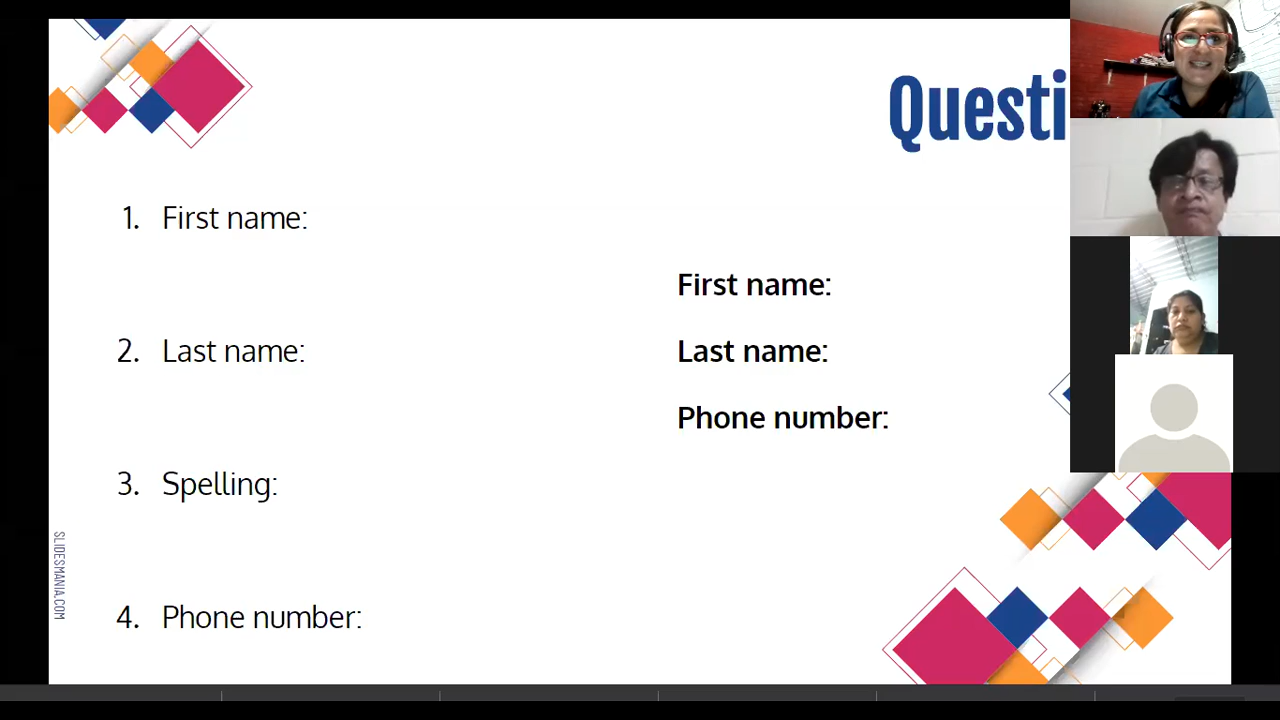 Questi
1. First name:
2. Last name:
3. Spelling:
4. Phone number:
First name:
Last name:
Phone number:
SLIDESMANIA.COM